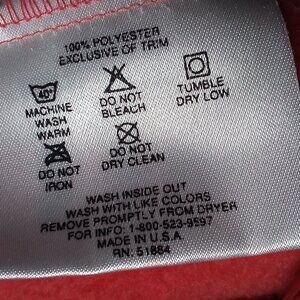 100% POLYESTER
EXCLUSIVE OF TRIM
40°
MACHINE
WASH
WARM
DO NOT
BLEACH
TUMBLE
DRY LOW
DO NOT
IRON
DO NOT
DRY CLEAN
WASH INSIDE OUT
WASH WITH LIKE COLORS
REMOVE PROMPTLY FROM DRYER
FOR INFO: 1-800-523-9597
MADE IN U.S.A.
RN: 51884